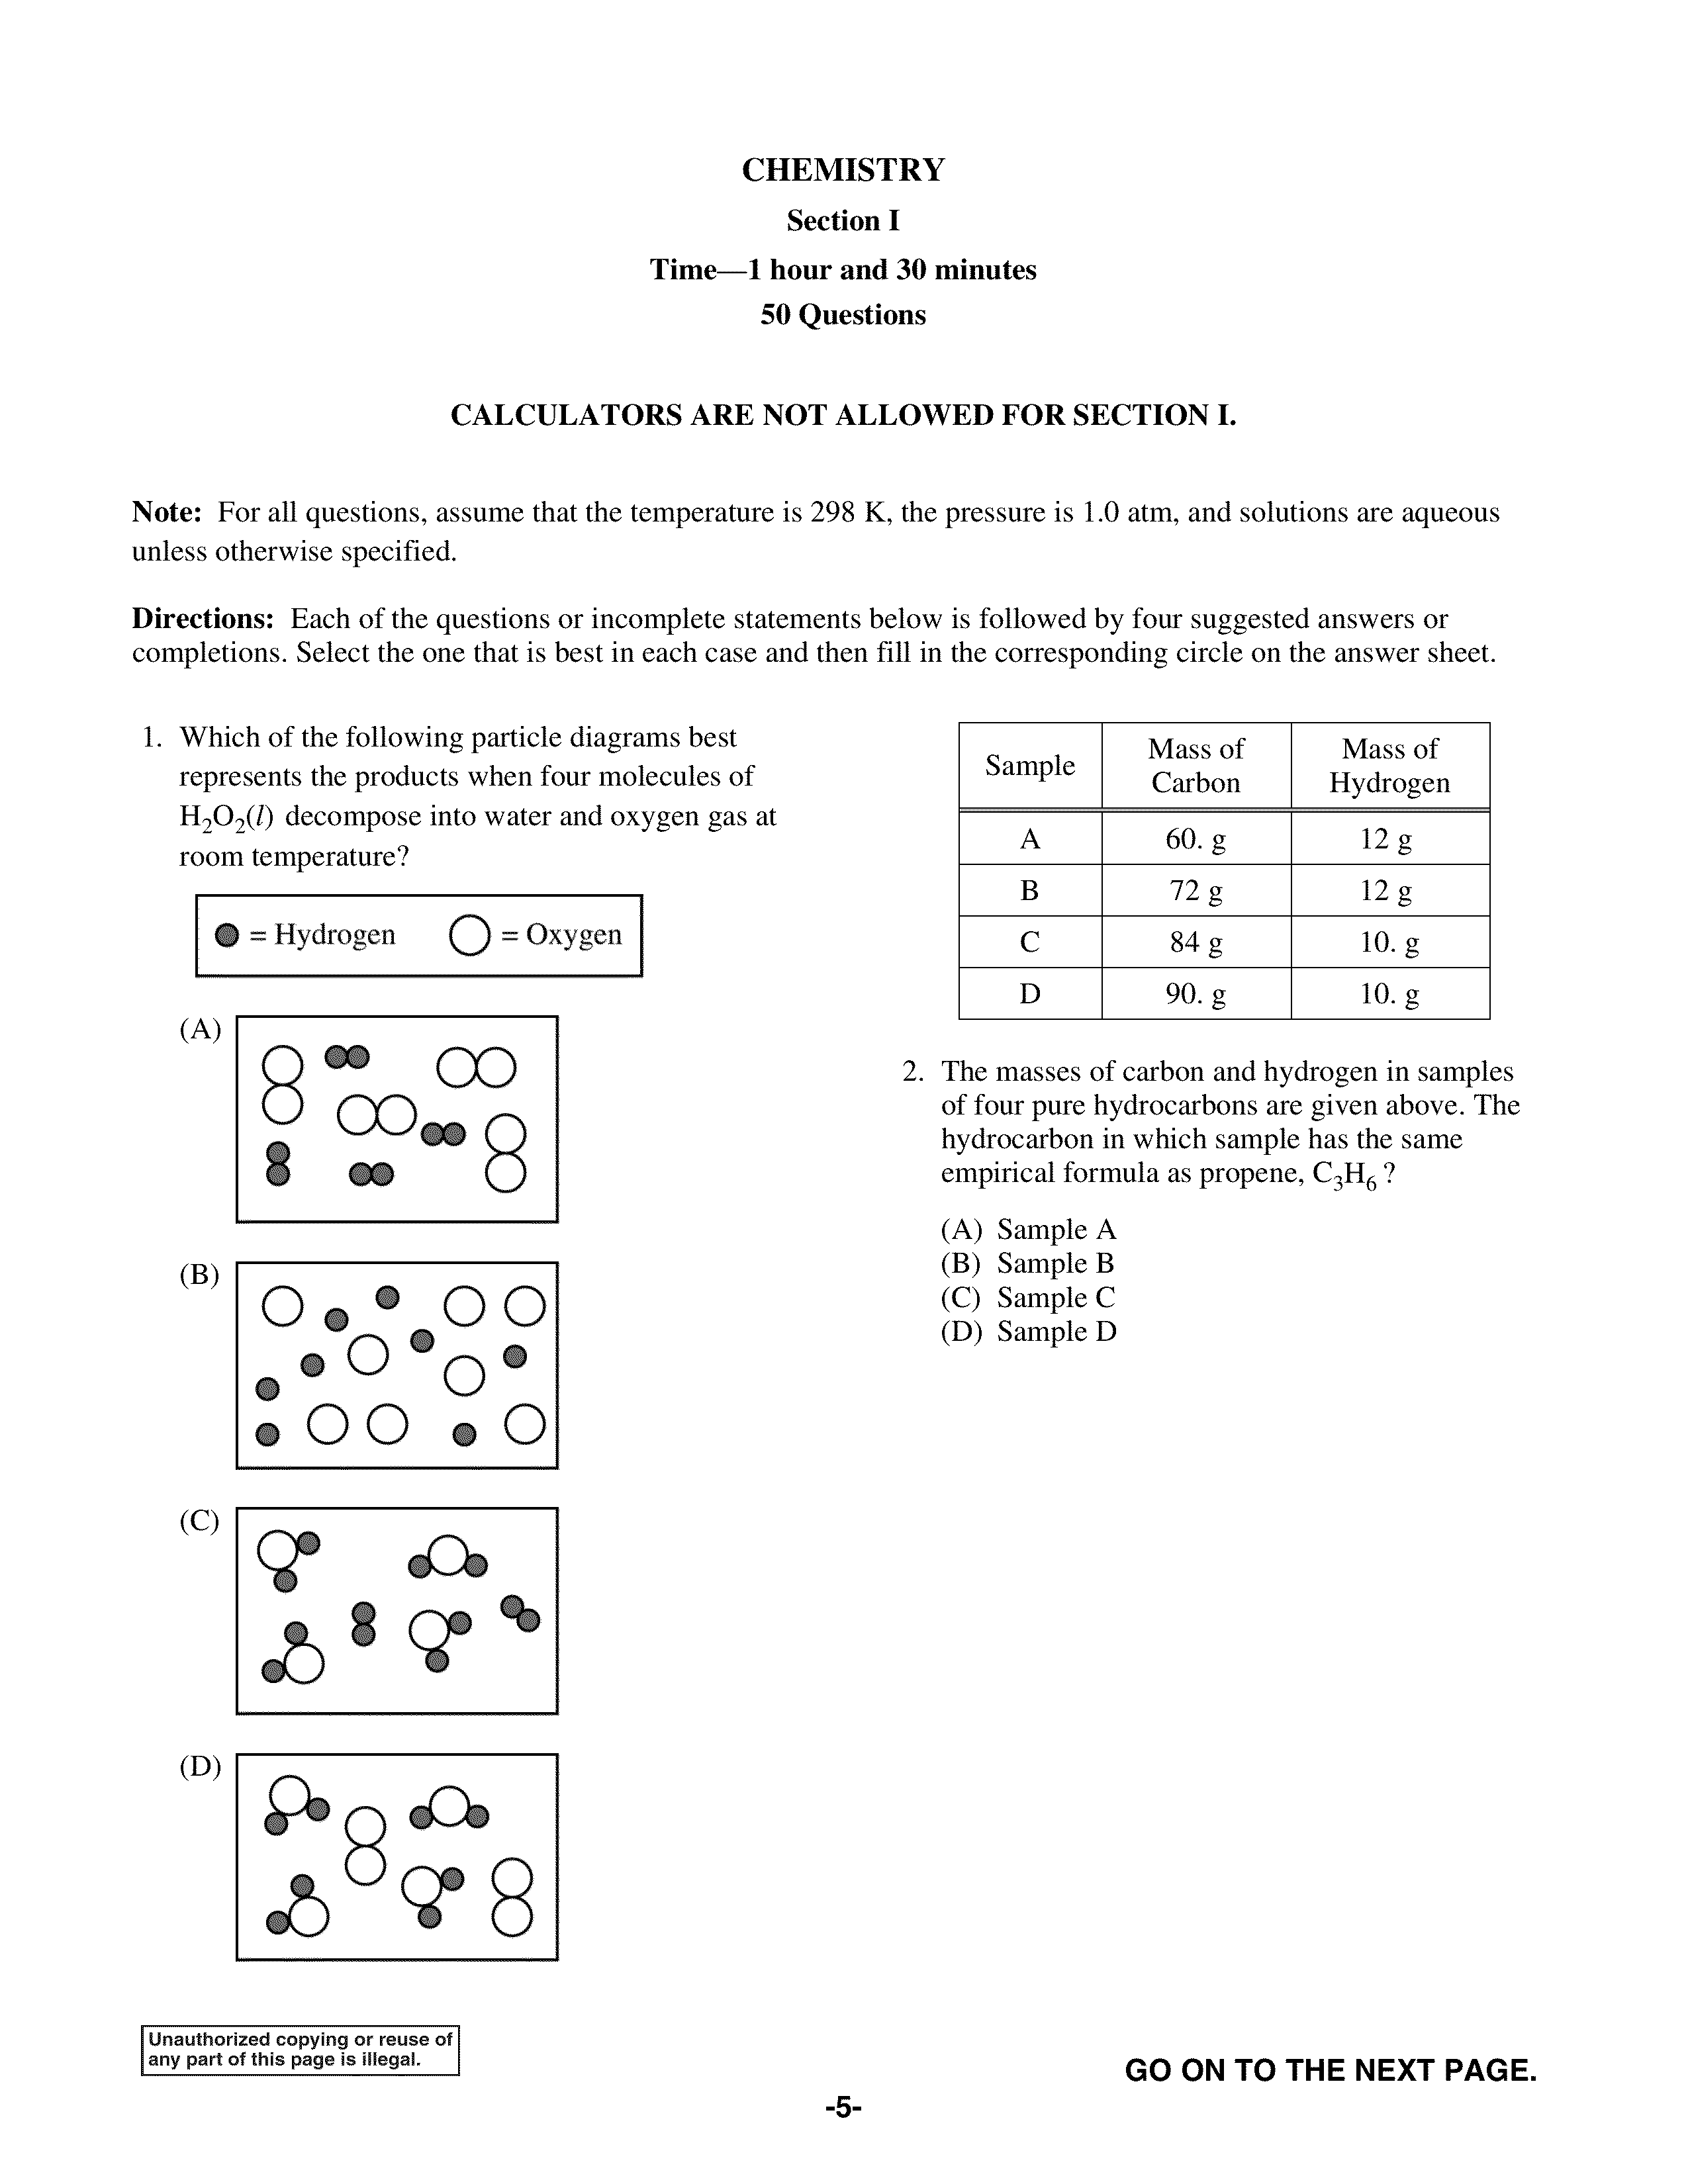 CHEMISTRY
Section I
Time—1 hour and 30 minutes
50 Questions
CALCULATORS ARE NOT ALLOWED FOR SECTION I.
Note: For all questions, assume that the temperature is 298 K, the pressure is 1.0 atm, and solutions are aqueous
unless otherwise specified.
Directions: Each of the questions or incomplete statements below is followed by four suggested answers or
completions. Select the one that is best in each case and then fill in the corresponding circle on the answer sheet.
1. Which of the following particle diagrams best
represents the products when four molecules of
H₂O₂(l) decompose into water and oxygen gas at
room temperature?
= Hydrogen = Oxygen
(A)
(B)
(C)
(D)
Sample Mass of Carbon Mass of Hydrogen
A 60. g 12 g
B 72 g 12 g
C 84 g 10. g
D 90. g 10. g
2. The masses of carbon and hydrogen in samples
of four pure hydrocarbons are given above. The
hydrocarbon in which sample has the same
empirical formula as propene, C₃H₆ ?
(A) Sample A
(B) Sample B
(C) Sample C
(D) Sample D
Unauthorized copying or reuse of
any part of this page is illegal.
GO ON TO THE NEXT PAGE.
-5-